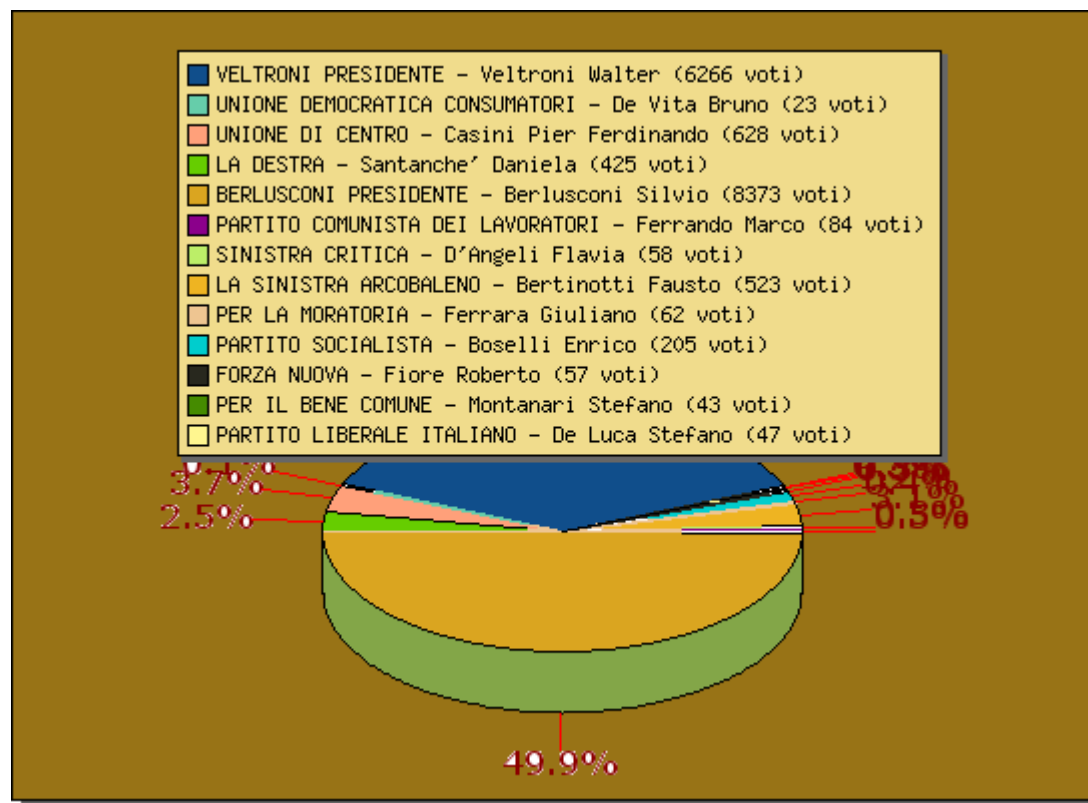 VELTRONI PRESIDENTE - Veltroni Walter (6266 voti)
UNIONE DEMOCRATICA CONSUMATORI - De Vita Bruno (23 voti)
UNIONE DI CENTRO - Casini Pier Ferdinando (628 voti)
LA DESTRA - Santanche' Daniela (425 voti)
BERLUSCONI PRESIDENTE - Berlusconi Silvio (8373 voti)
PARTITO COMUNISTA DEI LAVORATORI - Ferrando Marco (84 voti)
SINISTRA CRITICA - D'Angeli Flavia (58 voti)
LA SINISTRA ARCOBALENO - Bertinotti Fausto (523 voti)
PER LA MORATORIA - Ferrara Giuliano (62 voti)
PARTITO SOCIALISTA - Boselli Enrico (205 voti)
FORZA NUOVA - Fiore Roberto (57 voti)
PER IL BENE COMUNE - Montanari Stefano (43 voti)
PARTITO LIBERALE ITALIANO - De Luca Stefano (47 voti)
3.7%
2.5%
49.9%